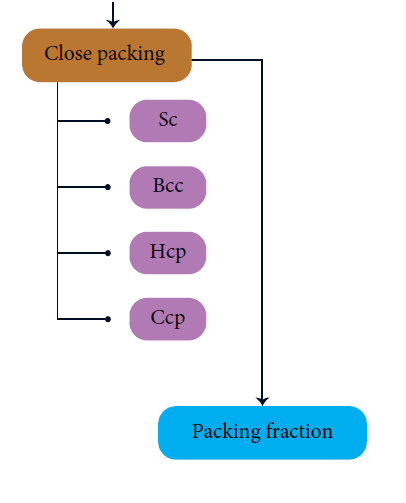 Close packing
Sc
Bcc
Hcp
Ccp
Packing fraction